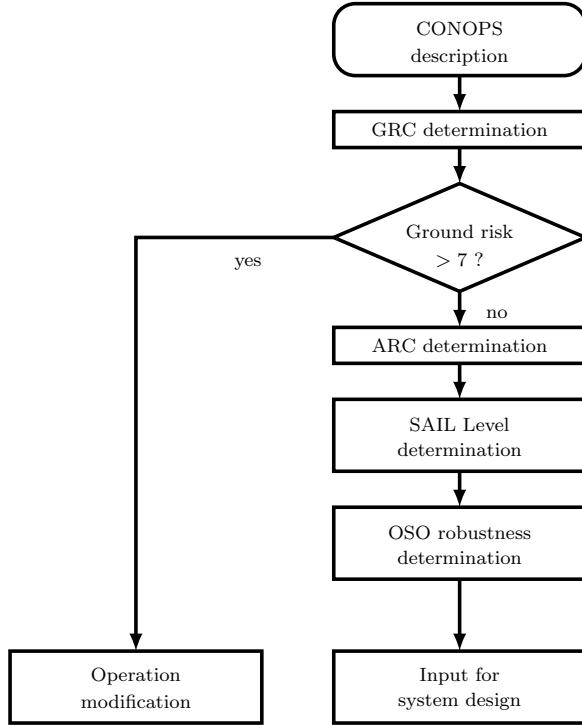 CONOPS
description
GRC determination
Ground risk
> 7 ?
yes
no
ARC determination
SAIL Level
determination
OSO robustness
determination
Operation
modification
Input for
system design